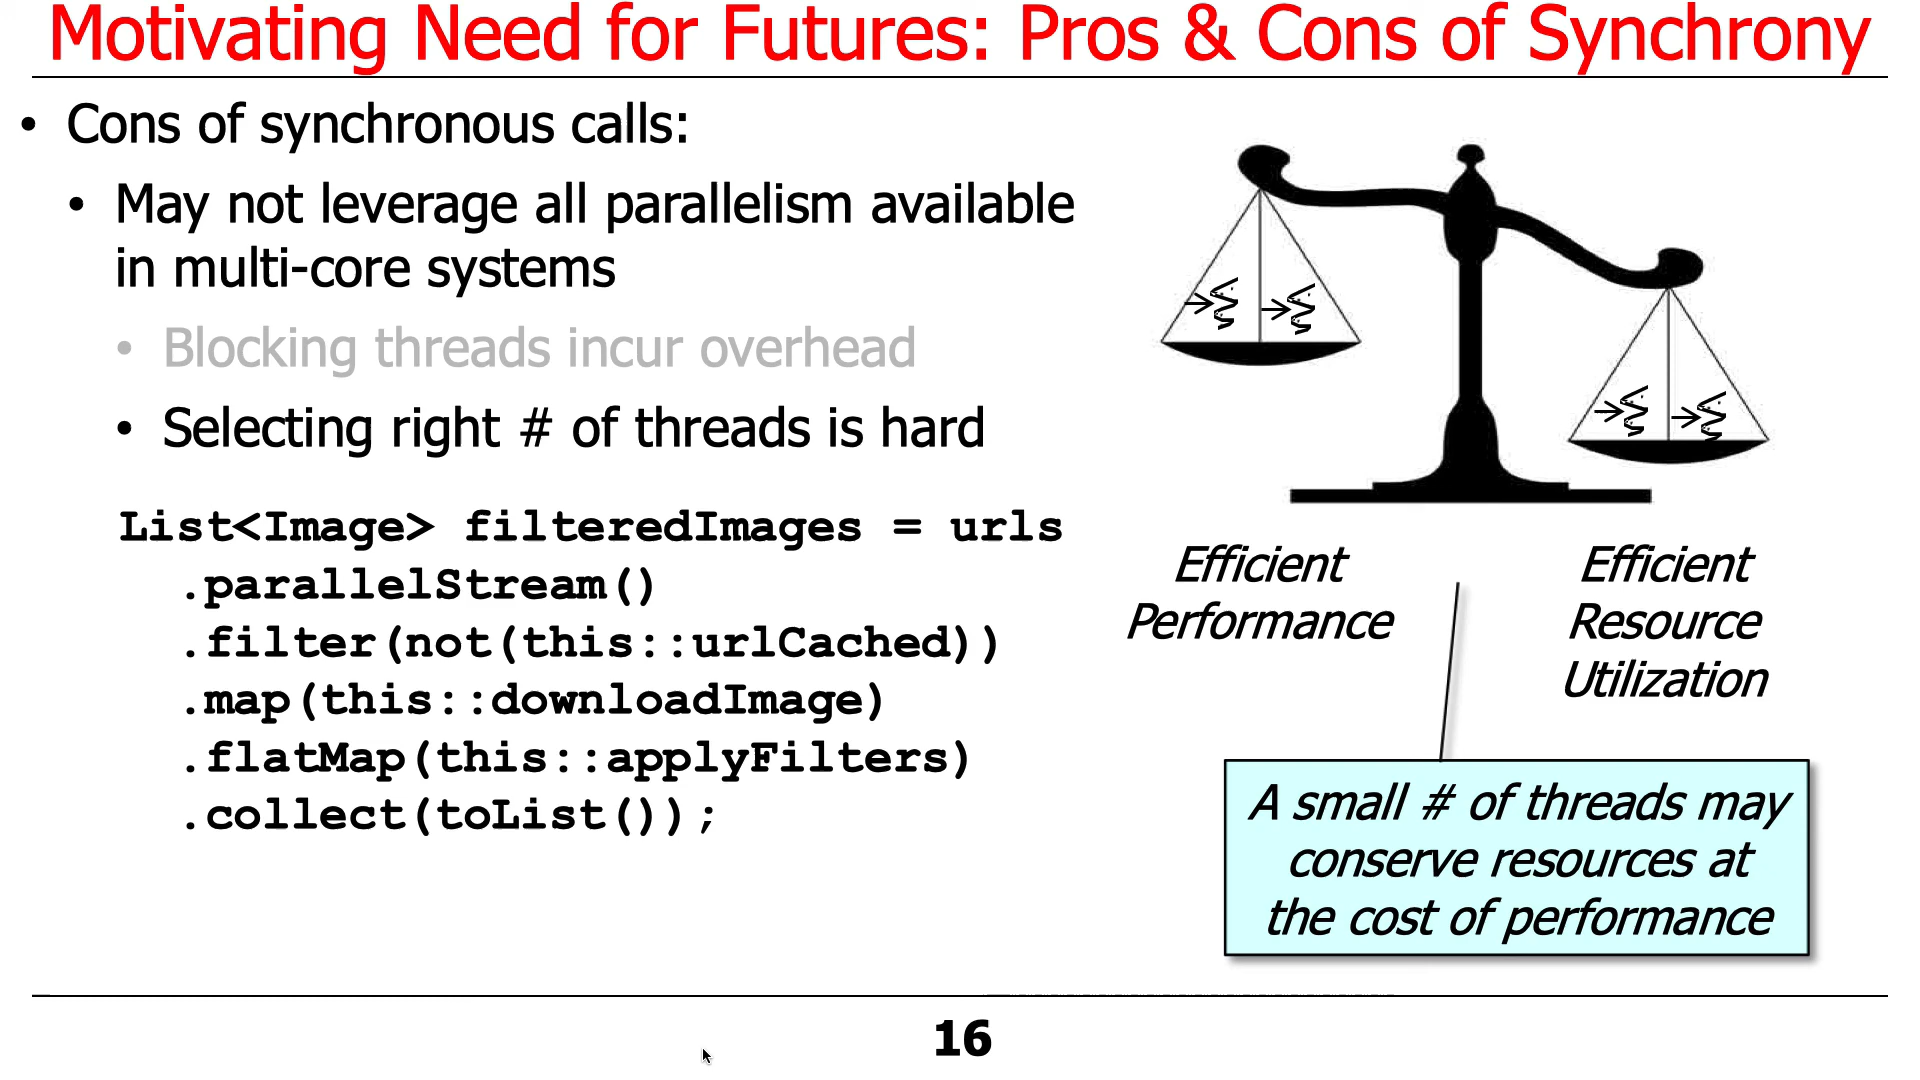 Motivating Need for Futures: Pros & Cons of Synchrony
• Cons of synchronous calls:
• May not leverage all parallelism available
in multi-core systems
• Blocking threads incur overhead
• Selecting right # of threads is hard
List<Image> filteredImages = urls
.parallelStream()
.filter(not(this::urlCached))
.map(this::downloadImage)
.flatMap(this::applyFilters)
.collect(toList());
Efficient
Performance
Efficient
Resource
Utilization
A small # of threads may
conserve resources at
the cost of performance
16